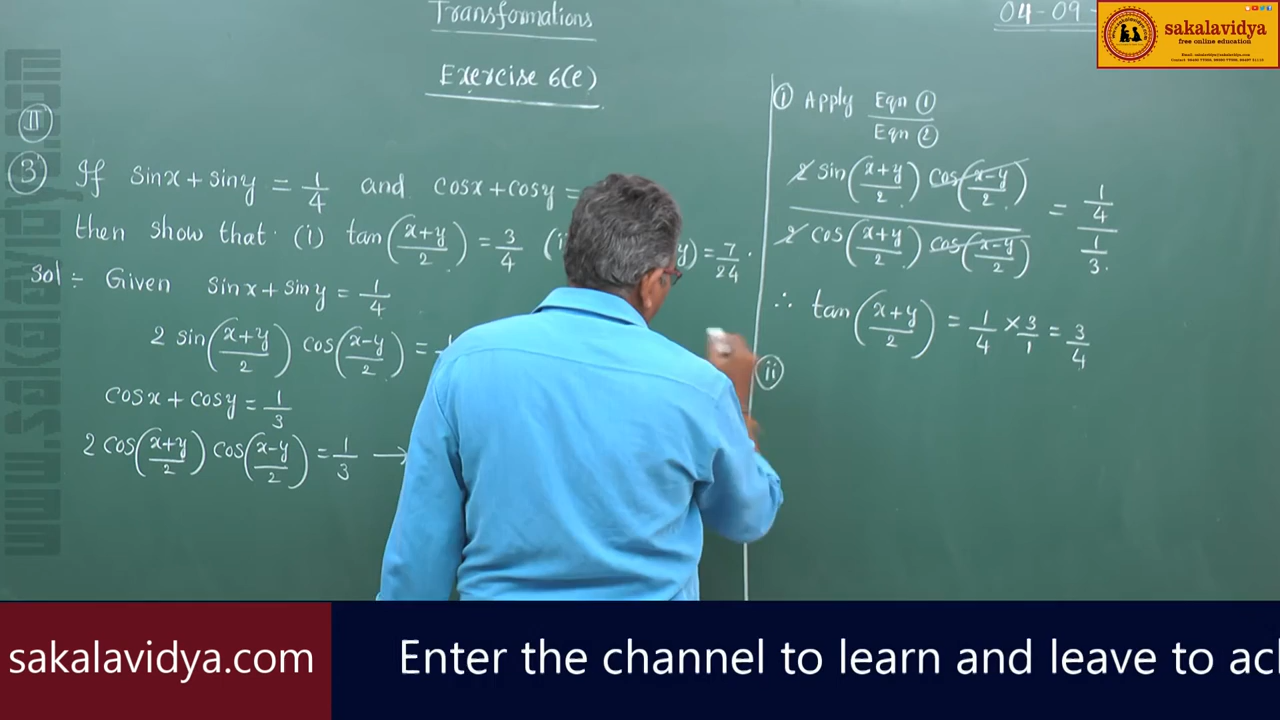 Transformations
04-09-
Exercise 6(e)
II
3 If sinx + siny = 1/4 and cosx + cosy =
then show that (i) tan((x+y)/2) = 3/4 (i y) = 7/24.
Sol :- Given sinx + siny = 1/4
2 sin((x+y)/2) cos((x-y)/2) =
cosx + cosy = 1/3
2 cos((x+y)/2) cos((x-y)/2) = 1/3 →
i Apply Eqn 1 / Eqn 2
2 sin((x+y)/2) cos((x-y)/2) / 2 cos((x+y)/2) cos((x-y)/2) = 1/4 / 1/3.
∴ tan((x+y)/2) = 1/4 × 3/1 = 3/4
ii
sakalavidya
free online education
www.sakalavidya.com
sakalavidya.com
Enter the channel to learn and leave to ac